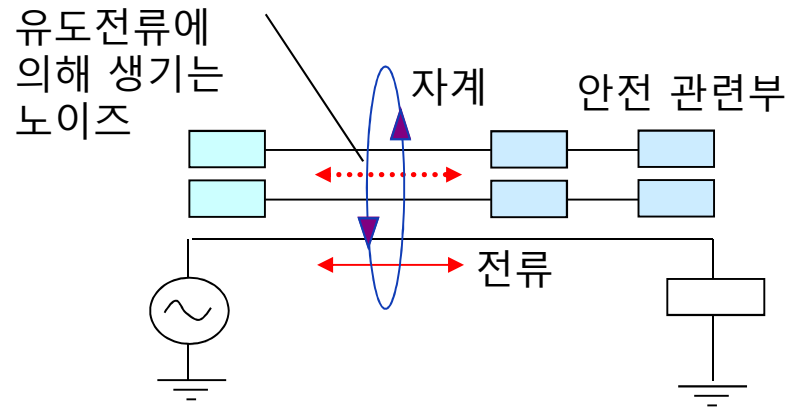 유도전류에
의해 생기는
노이즈
자계
안전 관련부
전류